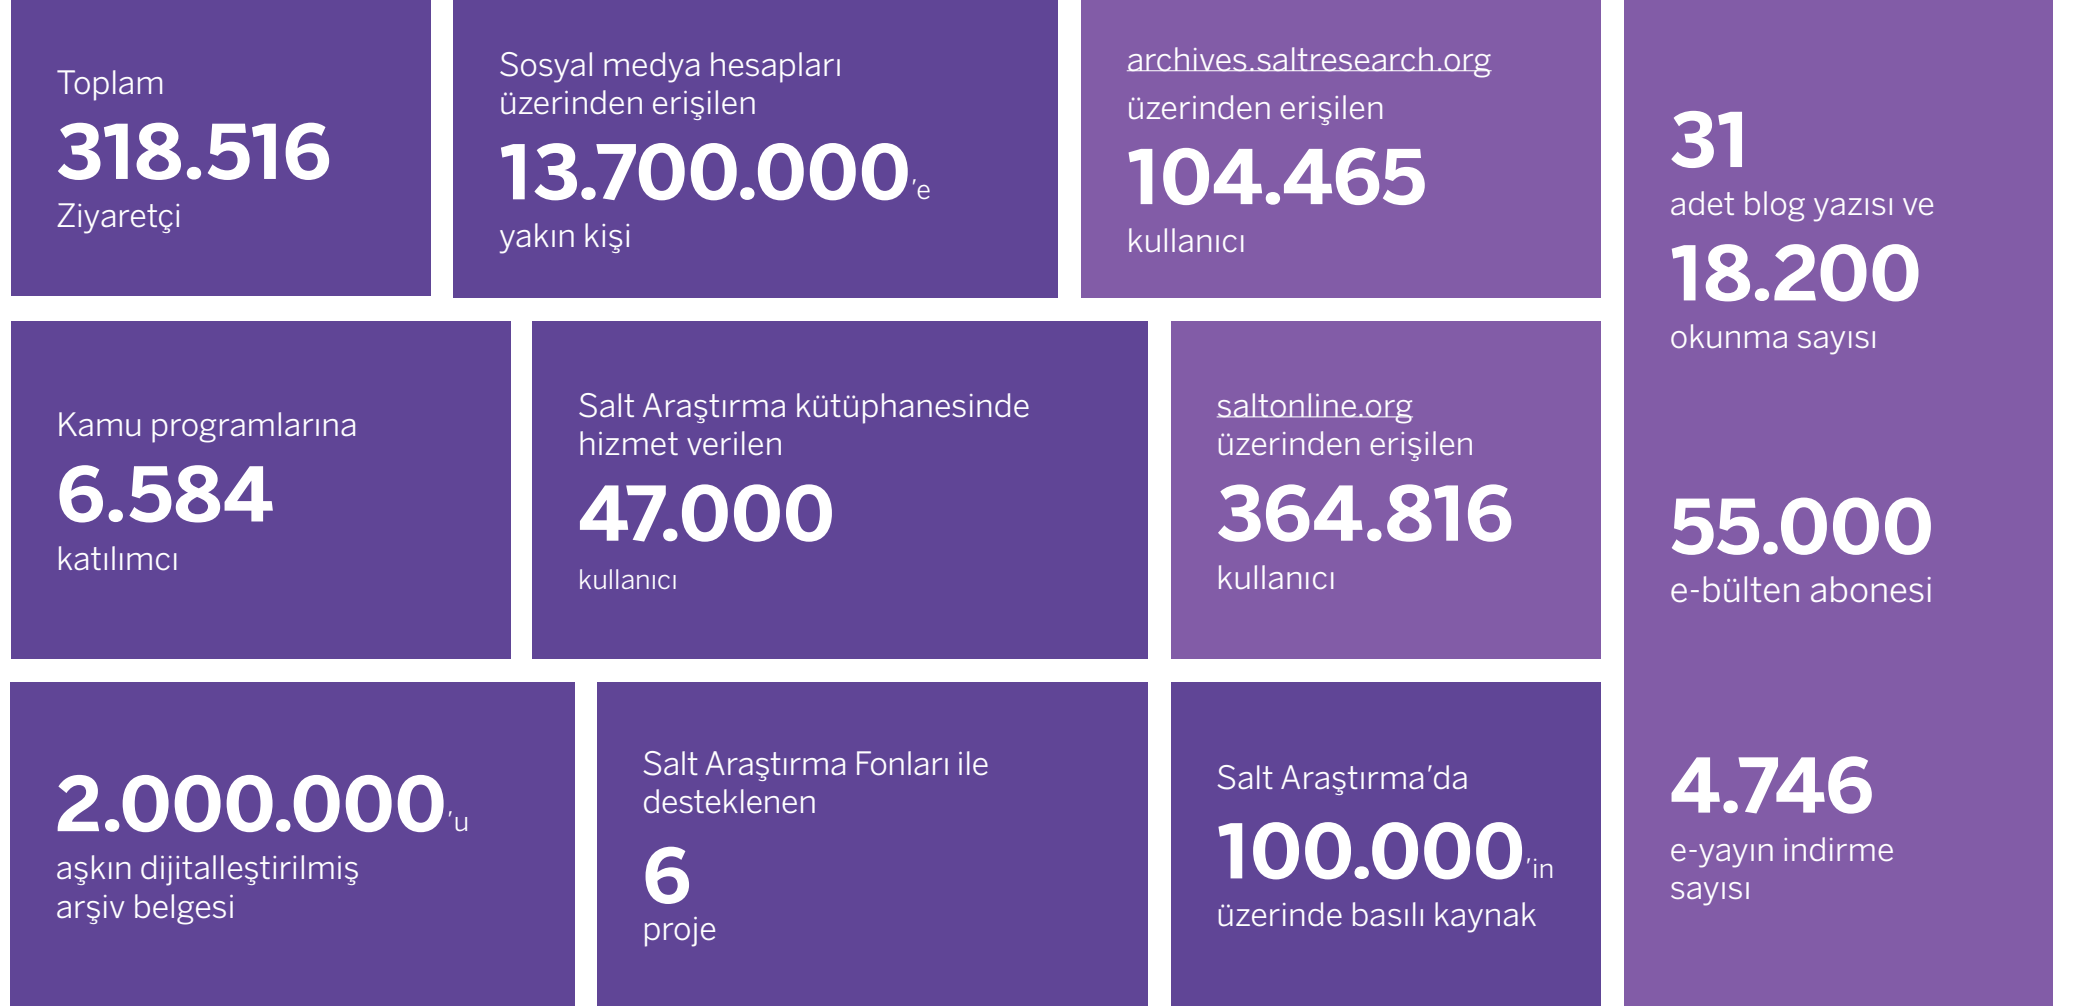 Toplam
318.516
Ziyaretçi
Sosyal medya hesapları
üzerinden erişilen
13.700.000'e
yakın kişi
archives.saltresearch.org
üzerinden erişilen
104.465
kullanıcı
31
adet blog yazısı ve
18.200
okunma sayısı
Kamu programlarına
6.584
katılımcı
Salt Araştırma kütüphanesinde
hizmet verilen
47.000
kullanıcı
saltonline.org
üzerinden erişilen
364.816
kullanıcı
55.000
e-bülten abonesi
2.000.000'u
aşkın dijitalleştirilmiş
arşiv belgesi
Salt Araştırma Fonları ile
desteklenen
6
proje
Salt Araştırma'da
100.000'in
üzerinde basılı kaynak
4.746
e-yayın indirme
sayısı